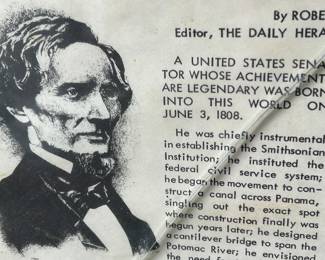 By ROBE
Editor, THE DAILY HERA
A UNITED STATES SENA
TOR WHOSE ACHIEVEMENT
ARE LEGENDARY WAS BORN
INTO THIS WORLD ON
JUNE 3, 1808.
He was chiefly instrumental
in establishing the Smithsonian
Institution; he instituted the
federal civil service system;
he began the movement to con-
struct a canal across Panama,
singling out the exact spot
where construction finally was
begun years later; he designed
a cantilever bridge to span the
Potomac River; he envisioned
the need f